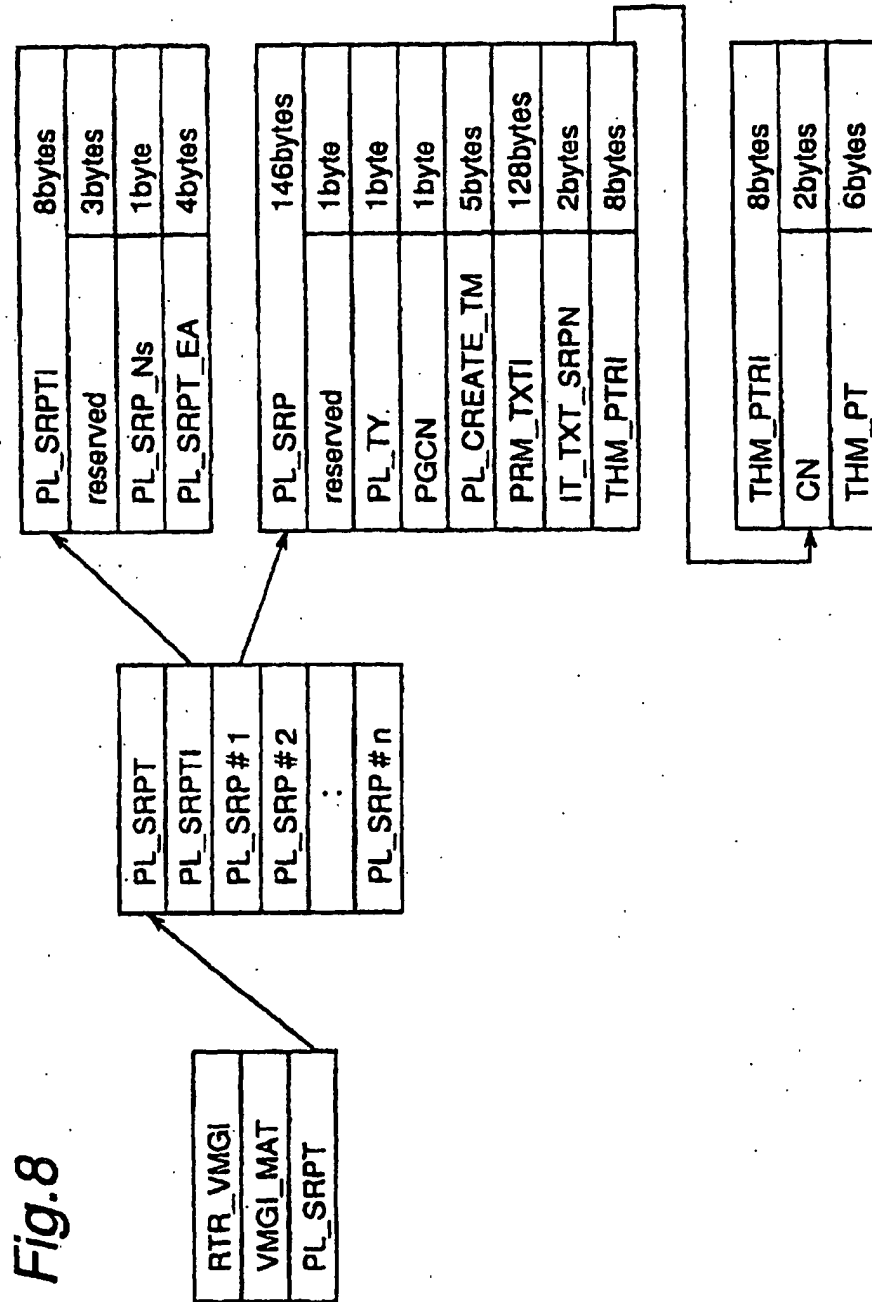 Fig.8
RTR_VMGI
VMGI_MAT
PL_SRPT
PL_SRPT
PL_SRPTI
PL_SRP#1
PL_SRP#2
:
PL_SRP#n
PL_SRPTI 8bytes
reserved 3bytes
PL_SRP_Ns 1byte
PL_SRPT_EA 4bytes
PL_SRP 146bytes
reserved 1byte
PL_TY. 1byte
PGCN 1byte
PL_CREATE_TM 5bytes
PRM_TXTI 128bytes
IT_TXT_SRPN 2bytes
THM_PTRI 8bytes
THM_PTRI 8bytes
CN 2bytes
THM_PT 6bytes